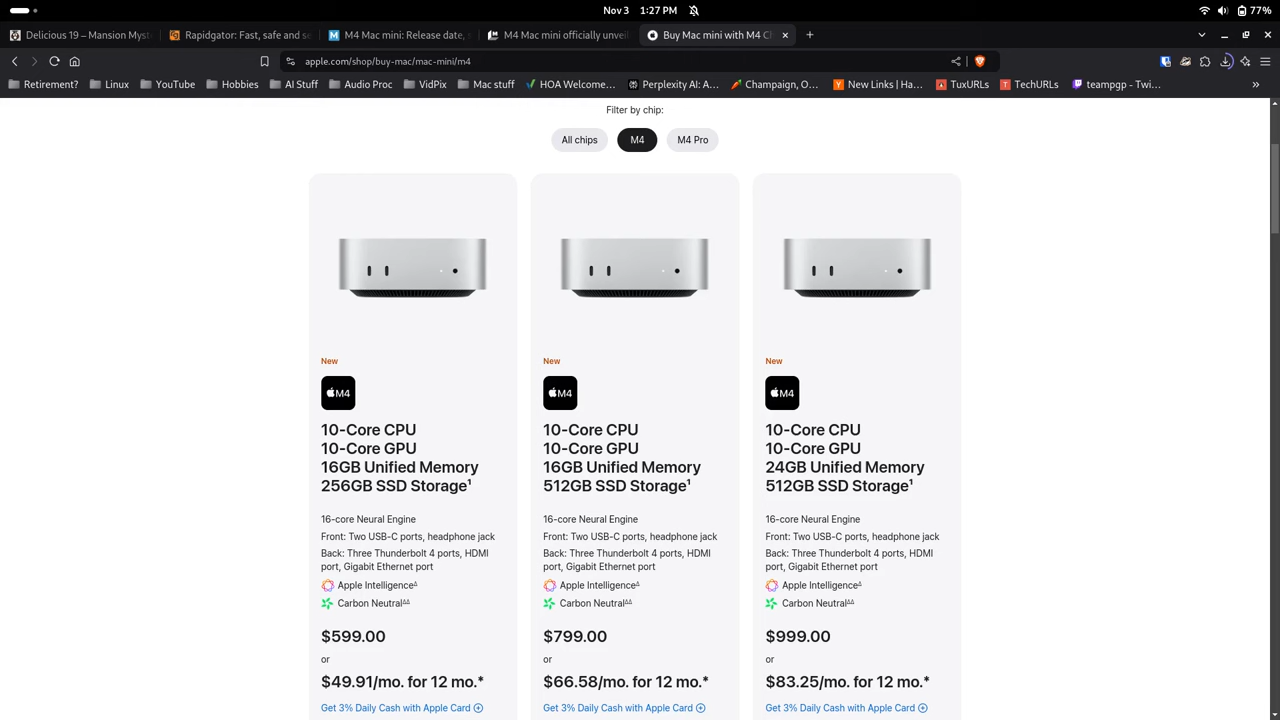 Nov 3 1:27 PM
77%
Delicious 19 – Mansion Myst
Rapidgator: Fast, safe and se
M4 Mac mini: Release date, s
M4 Mac mini officially unveil
Buy Mac mini with M4 Ch
apple.com/shop/buy-mac/mac-mini/m4
Retirement?
Linux
YouTube
Hobbies
AI Stuff
Audio Proc
VidPix
Mac stuff
HOA Welcome…
Perplexity AI: A…
Champaign, O…
New Links | Ha…
TuxURLs
TechURLs
teampgp - Twi…
»
Filter by chip:
All chips
M4
M4 Pro
New
M4
10-Core CPU
10-Core GPU
16GB Unified Memory
256GB SSD Storage¹
16-core Neural Engine
Front: Two USB-C ports, headphone jack
Back: Three Thunderbolt 4 ports, HDMI
port, Gigabit Ethernet port
Apple Intelligence∆
Carbon Neutral∆∆
$599.00
or
$49.91/mo. for 12 mo.*
Get 3% Daily Cash with Apple Card
New
M4
10-Core CPU
10-Core GPU
16GB Unified Memory
512GB SSD Storage¹
16-core Neural Engine
Front: Two USB-C ports, headphone jack
Back: Three Thunderbolt 4 ports, HDMI
port, Gigabit Ethernet port
Apple Intelligence∆
Carbon Neutral∆∆
$799.00
or
$66.58/mo. for 12 mo.*
Get 3% Daily Cash with Apple Card
New
M4
10-Core CPU
10-Core GPU
24GB Unified Memory
512GB SSD Storage¹
16-core Neural Engine
Front: Two USB-C ports, headphone jack
Back: Three Thunderbolt 4 ports, HDMI
port, Gigabit Ethernet port
Apple Intelligence∆
Carbon Neutral∆∆
$999.00
or
$83.25/mo. for 12 mo.*
Get 3% Daily Cash with Apple Card